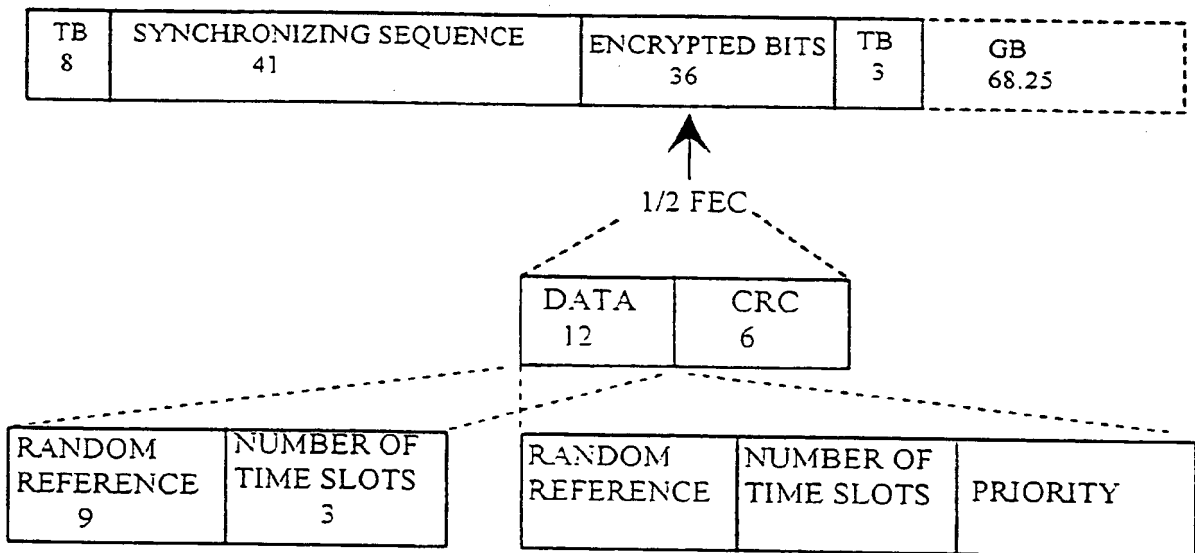 TB
8
SYNCHRONIZING SEQUENCE
41
ENCRYPTED BITS
36
TB
3
GB
68.25
1/2 FEC
DATA
12
CRC
6
RANDOM
REFERENCE
9
NUMBER OF
TIME SLOTS
3
RANDOM
REFERENCE
NUMBER OF
TIME SLOTS
PRIORITY